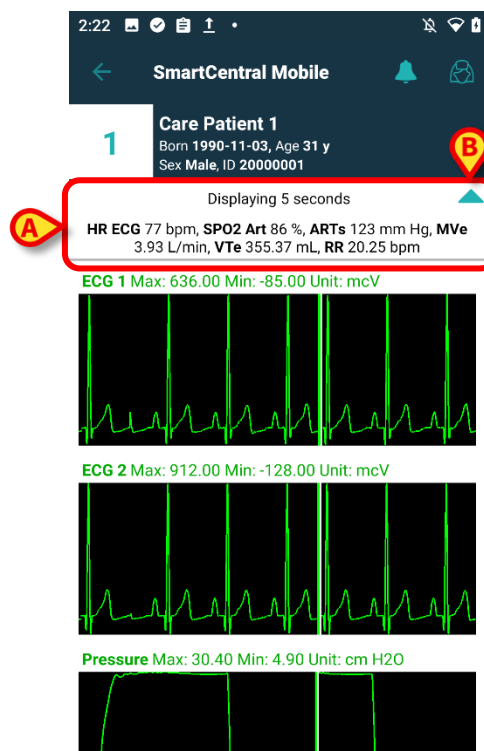 2:22
SmartCentral Mobile
1
Care Patient 1
Born 1990-11-03, Age 31 y
Sex Male, ID 20000001
B
Displaying 5 seconds
A
HR ECG 77 bpm, SPO2 Art 86 %, ARTs 123 mm Hg, MVe
3.93 L/min, VTe 355.37 mL, RR 20.25 bpm
ECG 1 Max: 636.00 Min: -85.00 Unit: mcV
ECG 2 Max: 912.00 Min: -128.00 Unit: mcV
Pressure Max: 30.40 Min: 4.90 Unit: cm H2O